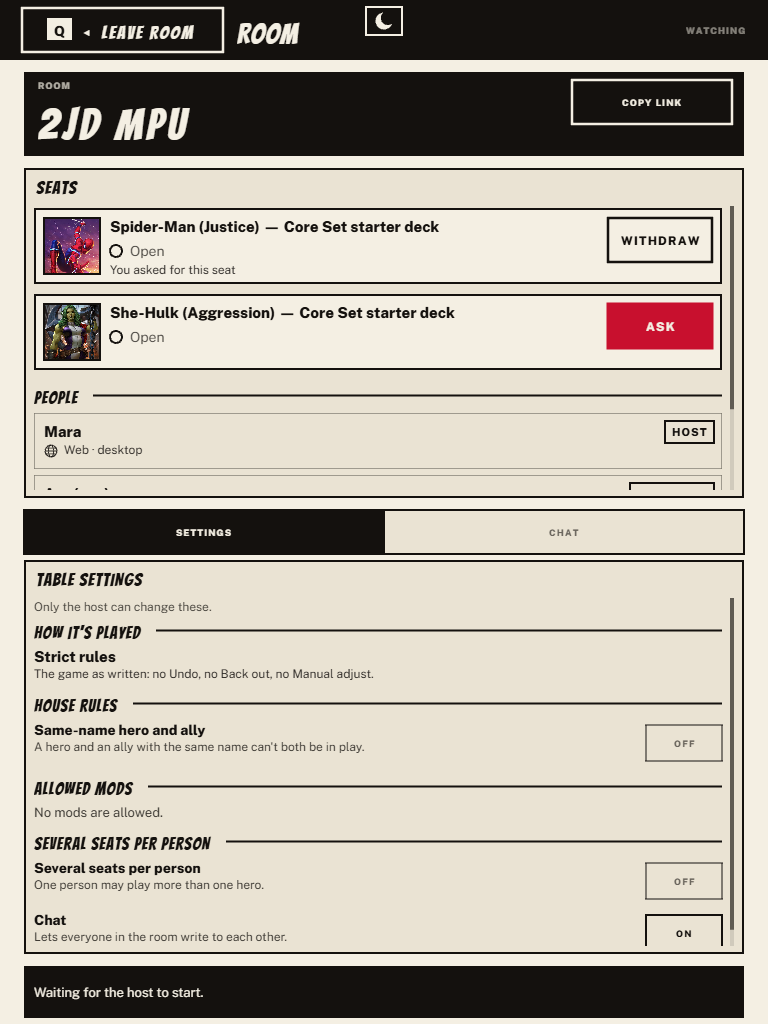 Q ◂ LEAVE ROOM
ROOM
WATCHING
ROOM
2JD MPU
COPY LINK
SEATS
Spider-Man (Justice) — Core Set starter deck
Open
You asked for this seat
WITHDRAW
She-Hulk (Aggression) — Core Set starter deck
Open
ASK
PEOPLE
Mara
Web · desktop
HOST
SETTINGS
CHAT
TABLE SETTINGS
Only the host can change these.
HOW IT'S PLAYED
Strict rules
The game as written: no Undo, no Back out, no Manual adjust.
HOUSE RULES
Same-name hero and ally
A hero and an ally with the same name can't both be in play.
OFF
ALLOWED MODS
No mods are allowed.
SEVERAL SEATS PER PERSON
Several seats per person
One person may play more than one hero.
OFF
Chat
Lets everyone in the room write to each other.
ON
Waiting for the host to start.